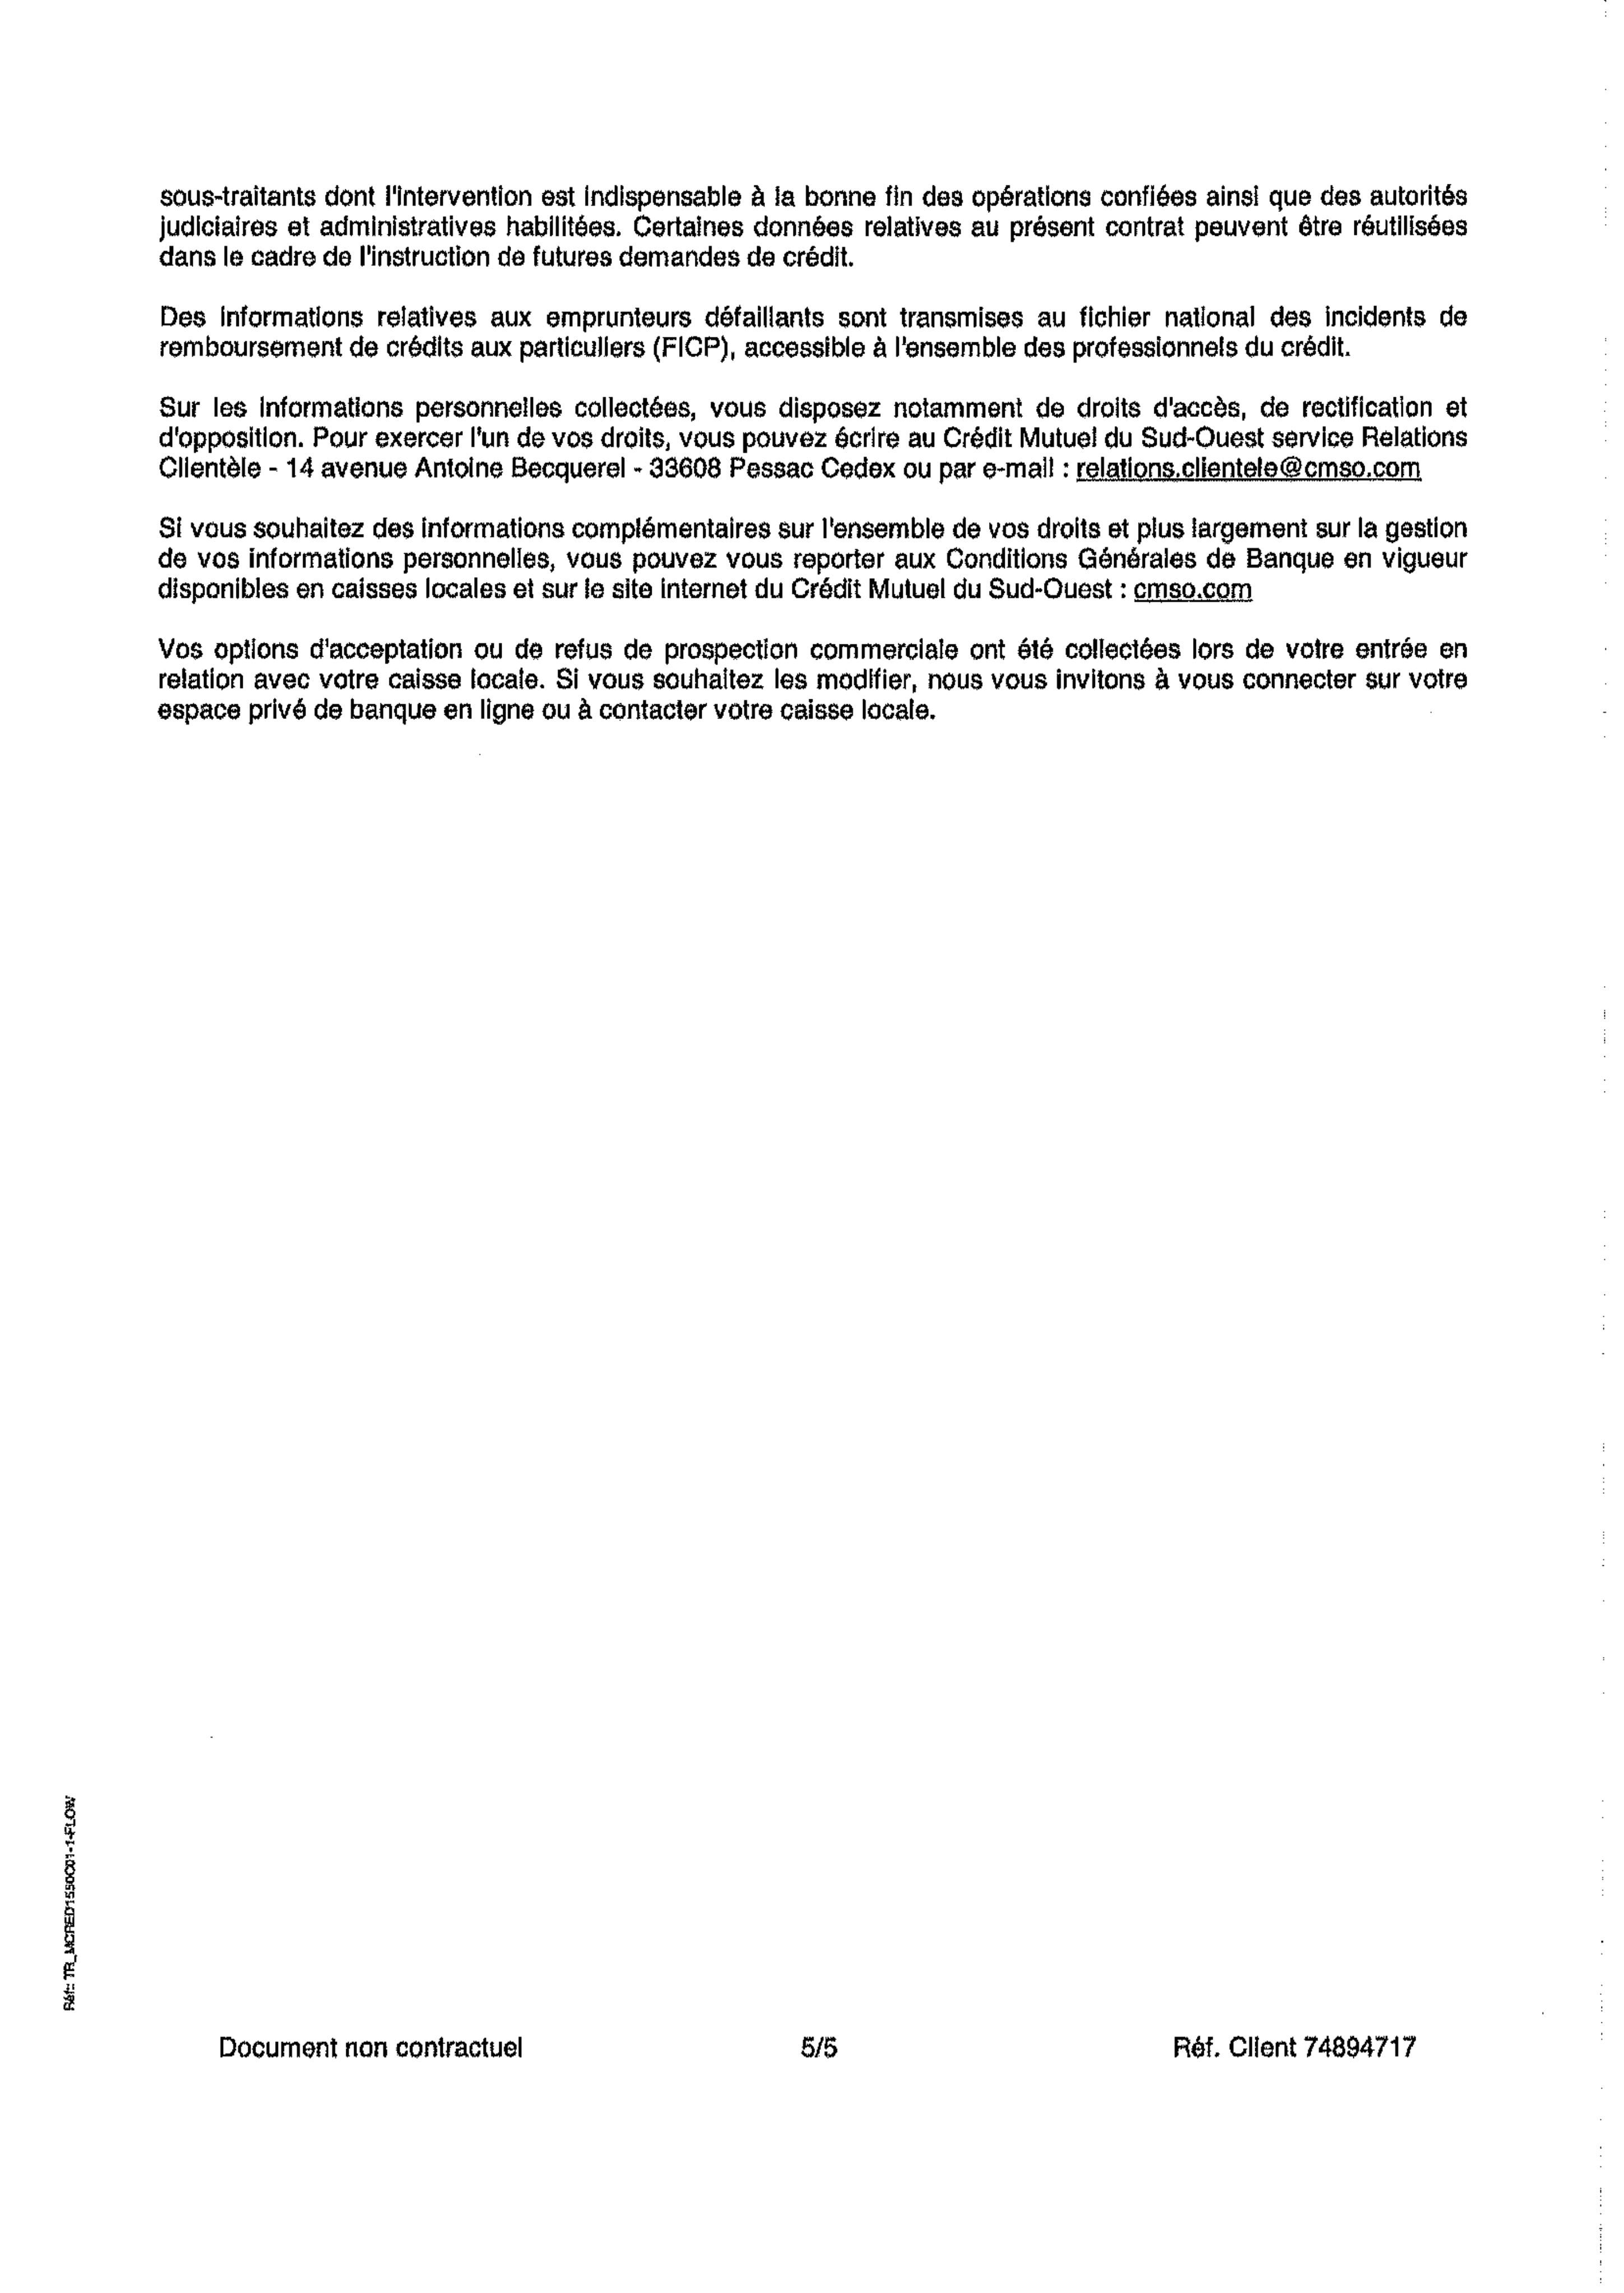 sous-traitants dont l'intervention est indispensable à la bonne fin des opérations confiées ainsi que des autorités
judiciaires et administratives habilitées. Certaines données relatives au présent contrat peuvent être réutilisées
dans le cadre de l'instruction de futures demandes de crédit.
Des informations relatives aux emprunteurs défaillants sont transmises au fichier national des incidents de
remboursement de crédits aux particuliers (FICP), accessible à l'ensemble des professionnels du crédit.
Sur les informations personnelles collectées, vous disposez notamment de droits d'accès, de rectification et
d'opposition. Pour exercer l'un de vos droits, vous pouvez écrire au Crédit Mutuel du Sud-Ouest service Relations
Clientèle - 14 avenue Antoine Becquerel - 33608 Pessac Cedex ou par e-mail : relations.clientele@cmso.com
Si vous souhaitez des informations complémentaires sur l'ensemble de vos droits et plus largement sur la gestion
de vos informations personnelles, vous pouvez vous reporter aux Conditions Générales de Banque en vigueur
disponibles en caisses locales et sur le site internet du Crédit Mutuel du Sud-Ouest : cmso.com
Vos options d'acceptation ou de refus de prospection commerciale ont été collectées lors de votre entrée en
relation avec votre caisse locale. Si vous souhaitez les modifier, nous vous invitons à vous connecter sur votre
espace privé de banque en ligne ou à contacter votre caisse locale.
Réf.: TR_MCRED1550C01-1-FLOW
Document non contractuel
5/5
Réf. Client 74894717